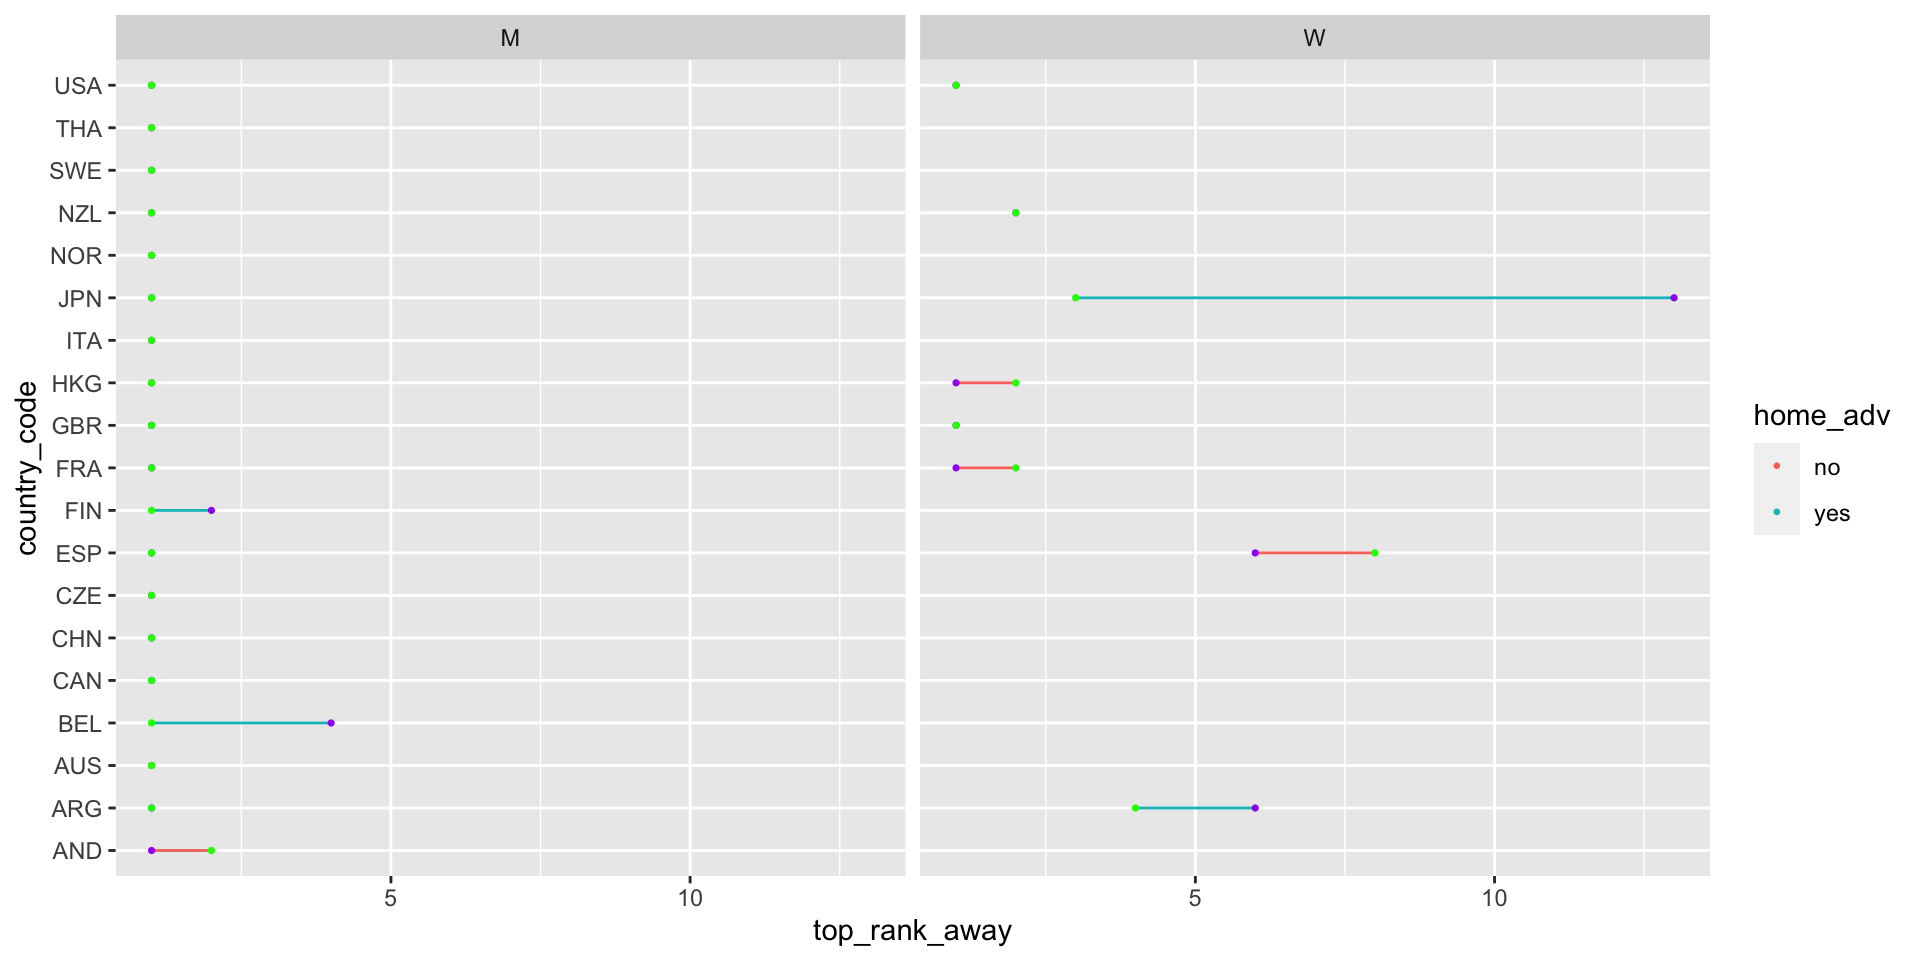 M
W
USA
THA
SWE
NZL
NOR
JPN
ITA
HKG
GBR
FRA
FIN
ESP
CZE
CHN
CAN
BEL
AUS
ARG
AND
country_code
5
10
5
10
top_rank_away
home_adv
no
yes